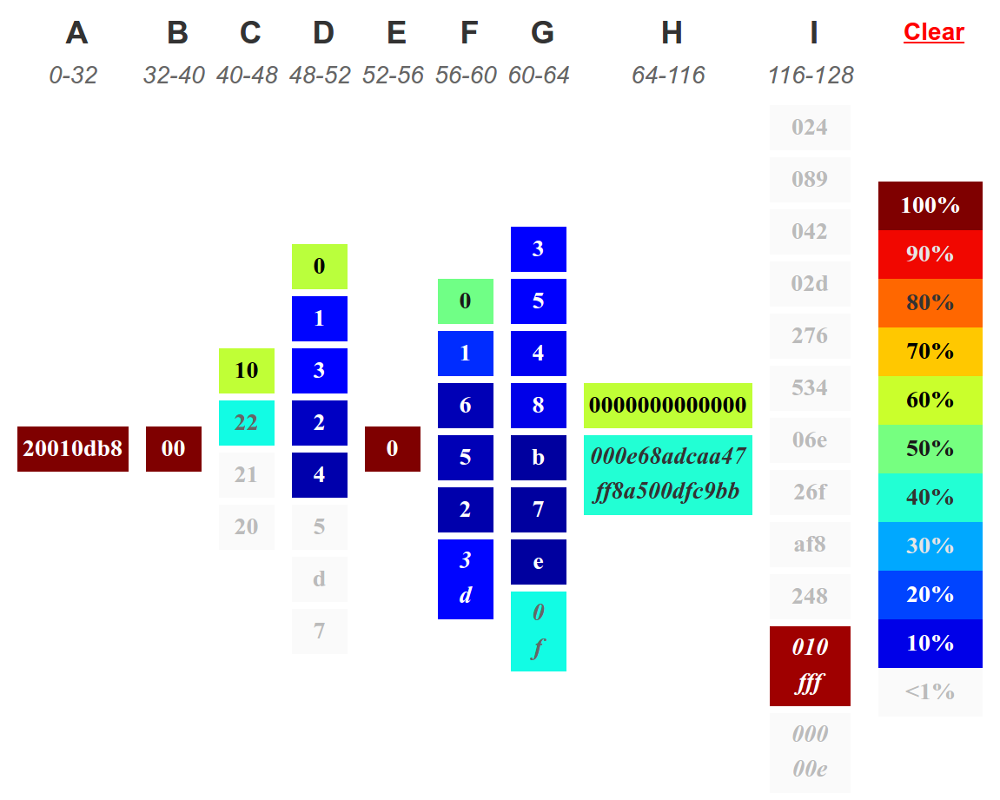 A B C D E F G H I Clear
0-32 32-40 40-48 48-52 52-56 56-60 60-64 64-116 116-128
20010db8
00
10
22
21
20
0
1
3
2
4
5
d
7
0
0
1
6
5
2
3
d
3
5
4
8
b
7
e
0
f
0000000000000
000e68adcaa47
ff8a500dfc9bb
024
089
042
02d
276
534
06e
26f
af8
248
010
fff
000
00e
100%
90%
80%
70%
60%
50%
40%
30%
20%
10%
<1%